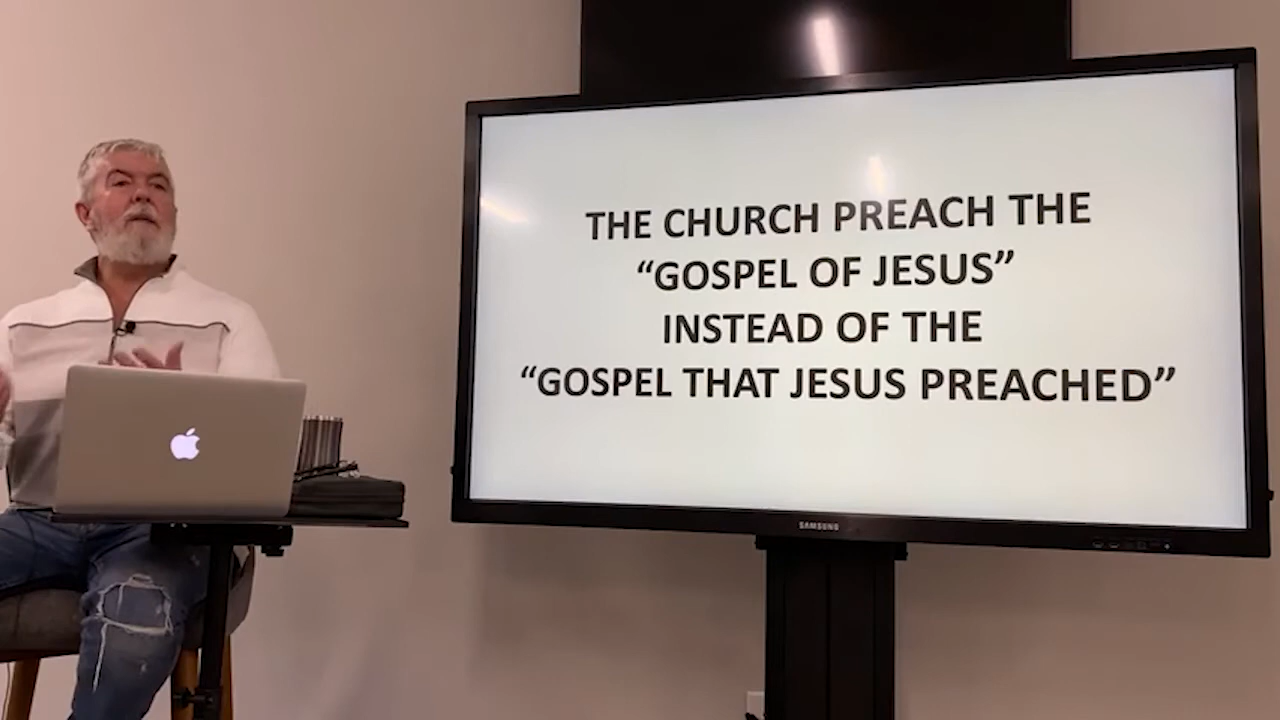 THE CHURCH PREACH THE
“GOSPEL OF JESUS”
INSTEAD OF THE
“GOSPEL THAT JESUS PREACHED”
SAMSUNG